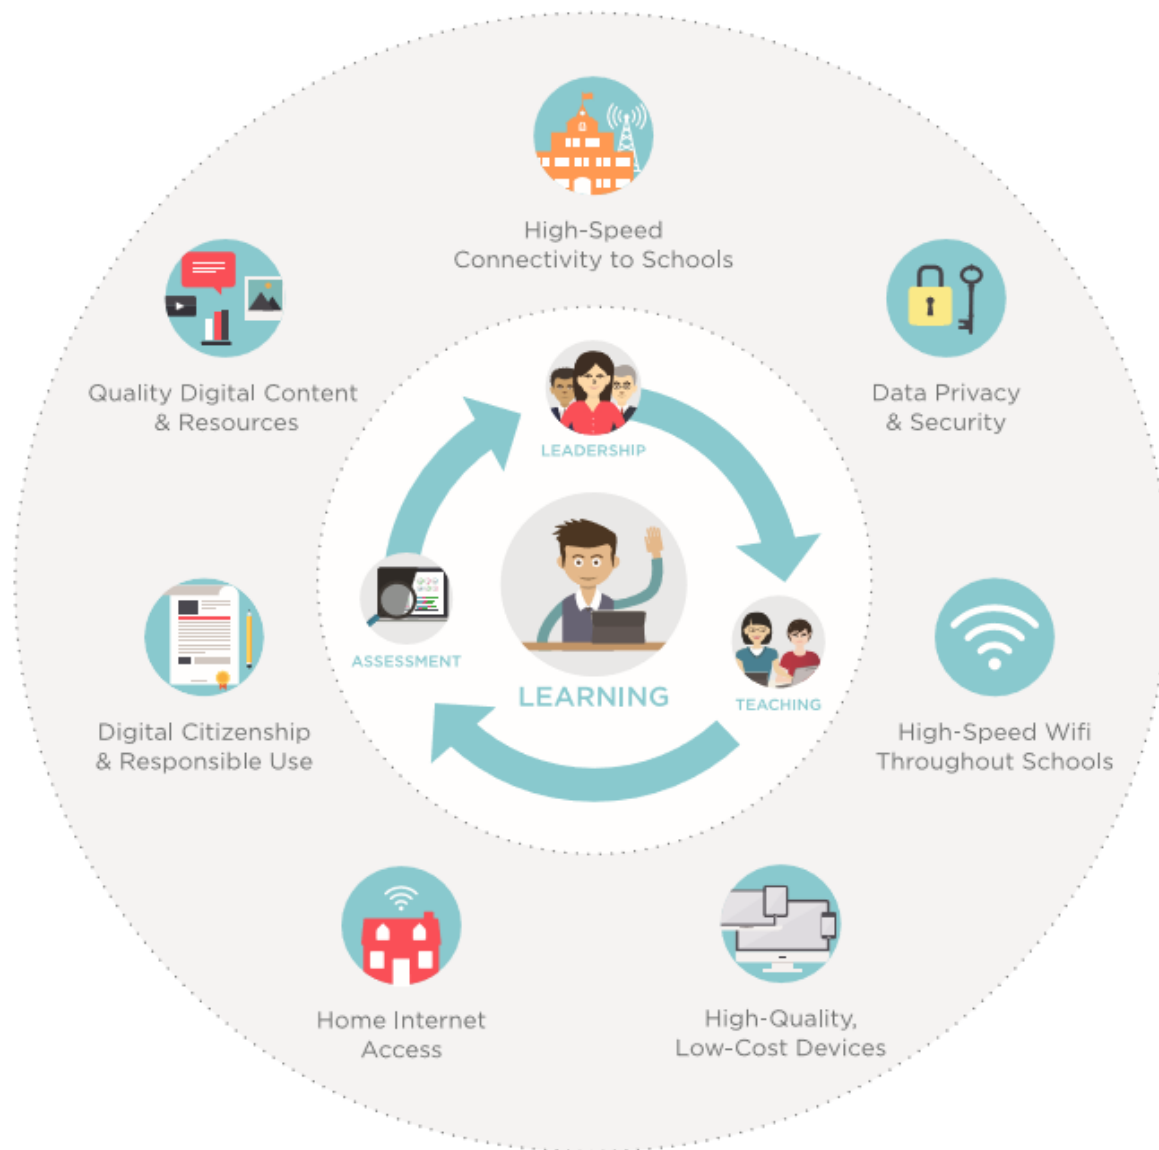 High-Speed
Connectivity to Schools
Quality Digital Content
& Resources
Data Privacy
& Security
LEADERSHIP
ASSESSMENT
LEARNING
TEACHING
Digital Citizenship
& Responsible Use
High-Speed Wifi
Throughout Schools
Home Internet
Access
High-Quality,
Low-Cost Devices